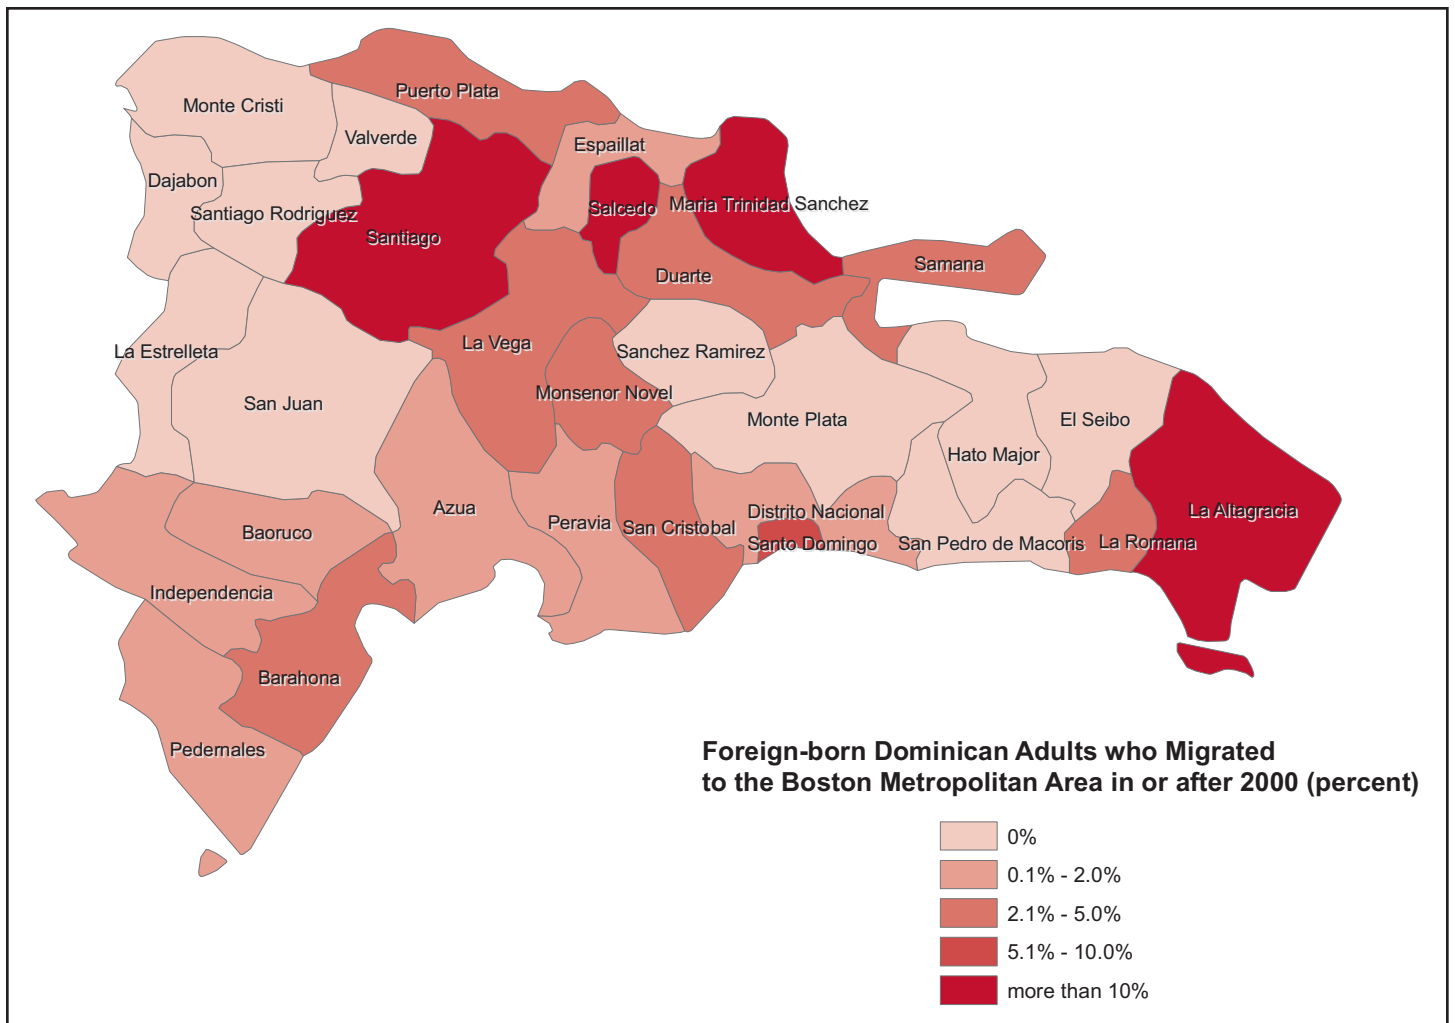 Puerto Plata
Monte Cristi
Valverde
Espaillat
Dajabon
Santiago Rodriguez
Salcedo
Maria Trinidad Sanchez
Santiago
Samana
Duarte
La Vega
La Estrelleta
Sanchez Ramirez
Monsenor Novel
San Juan
Monte Plata
El Seibo
Hato Major
Azua
Distrito Nacional
La Altagracia
Peravia
San Cristobal
Baoruco
Santo Domingo
San Pedro de Macoris
La Romana
Independencia
Barahona
Pedernales
Foreign-born Dominican Adults who Migrated
to the Boston Metropolitan Area in or after 2000 (percent)
0%
0.1% - 2.0%
2.1% - 5.0%
5.1% - 10.0%
more than 10%